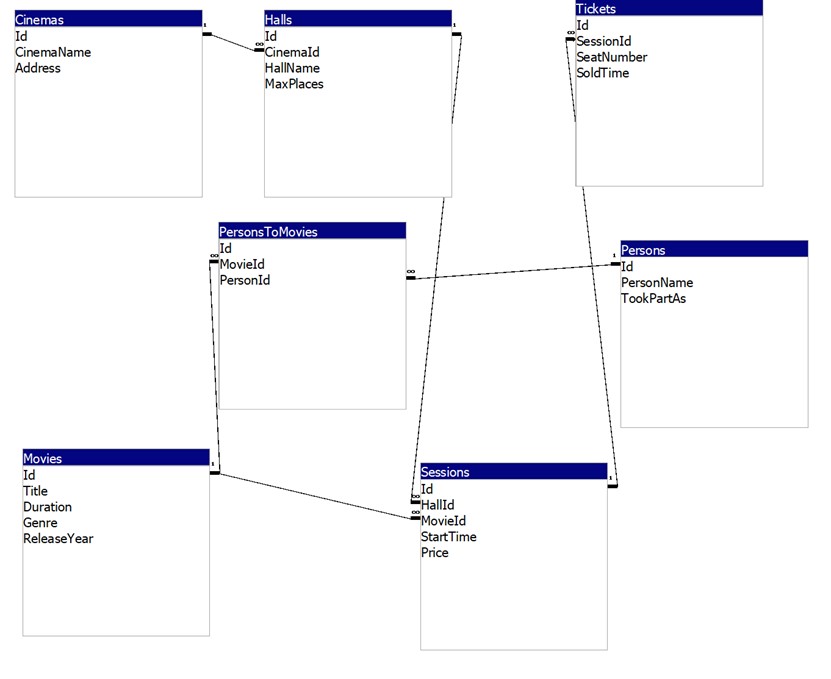 Cinemas
Id
CinemaName
Address
1
∞
Halls
Id
CinemaId
HallName
MaxPlaces
1
Tickets
∞
Id
SessionId
SeatNumber
SoldTime
PersonsToMovies
∞
Id
MovieId
PersonId
∞
1
Persons
Id
PersonName
TookPartAs
Movies
1
Id
Title
Duration
Genre
ReleaseYear
Sessions
1
∞
∞
Id
HallId
MovieId
StartTime
Price